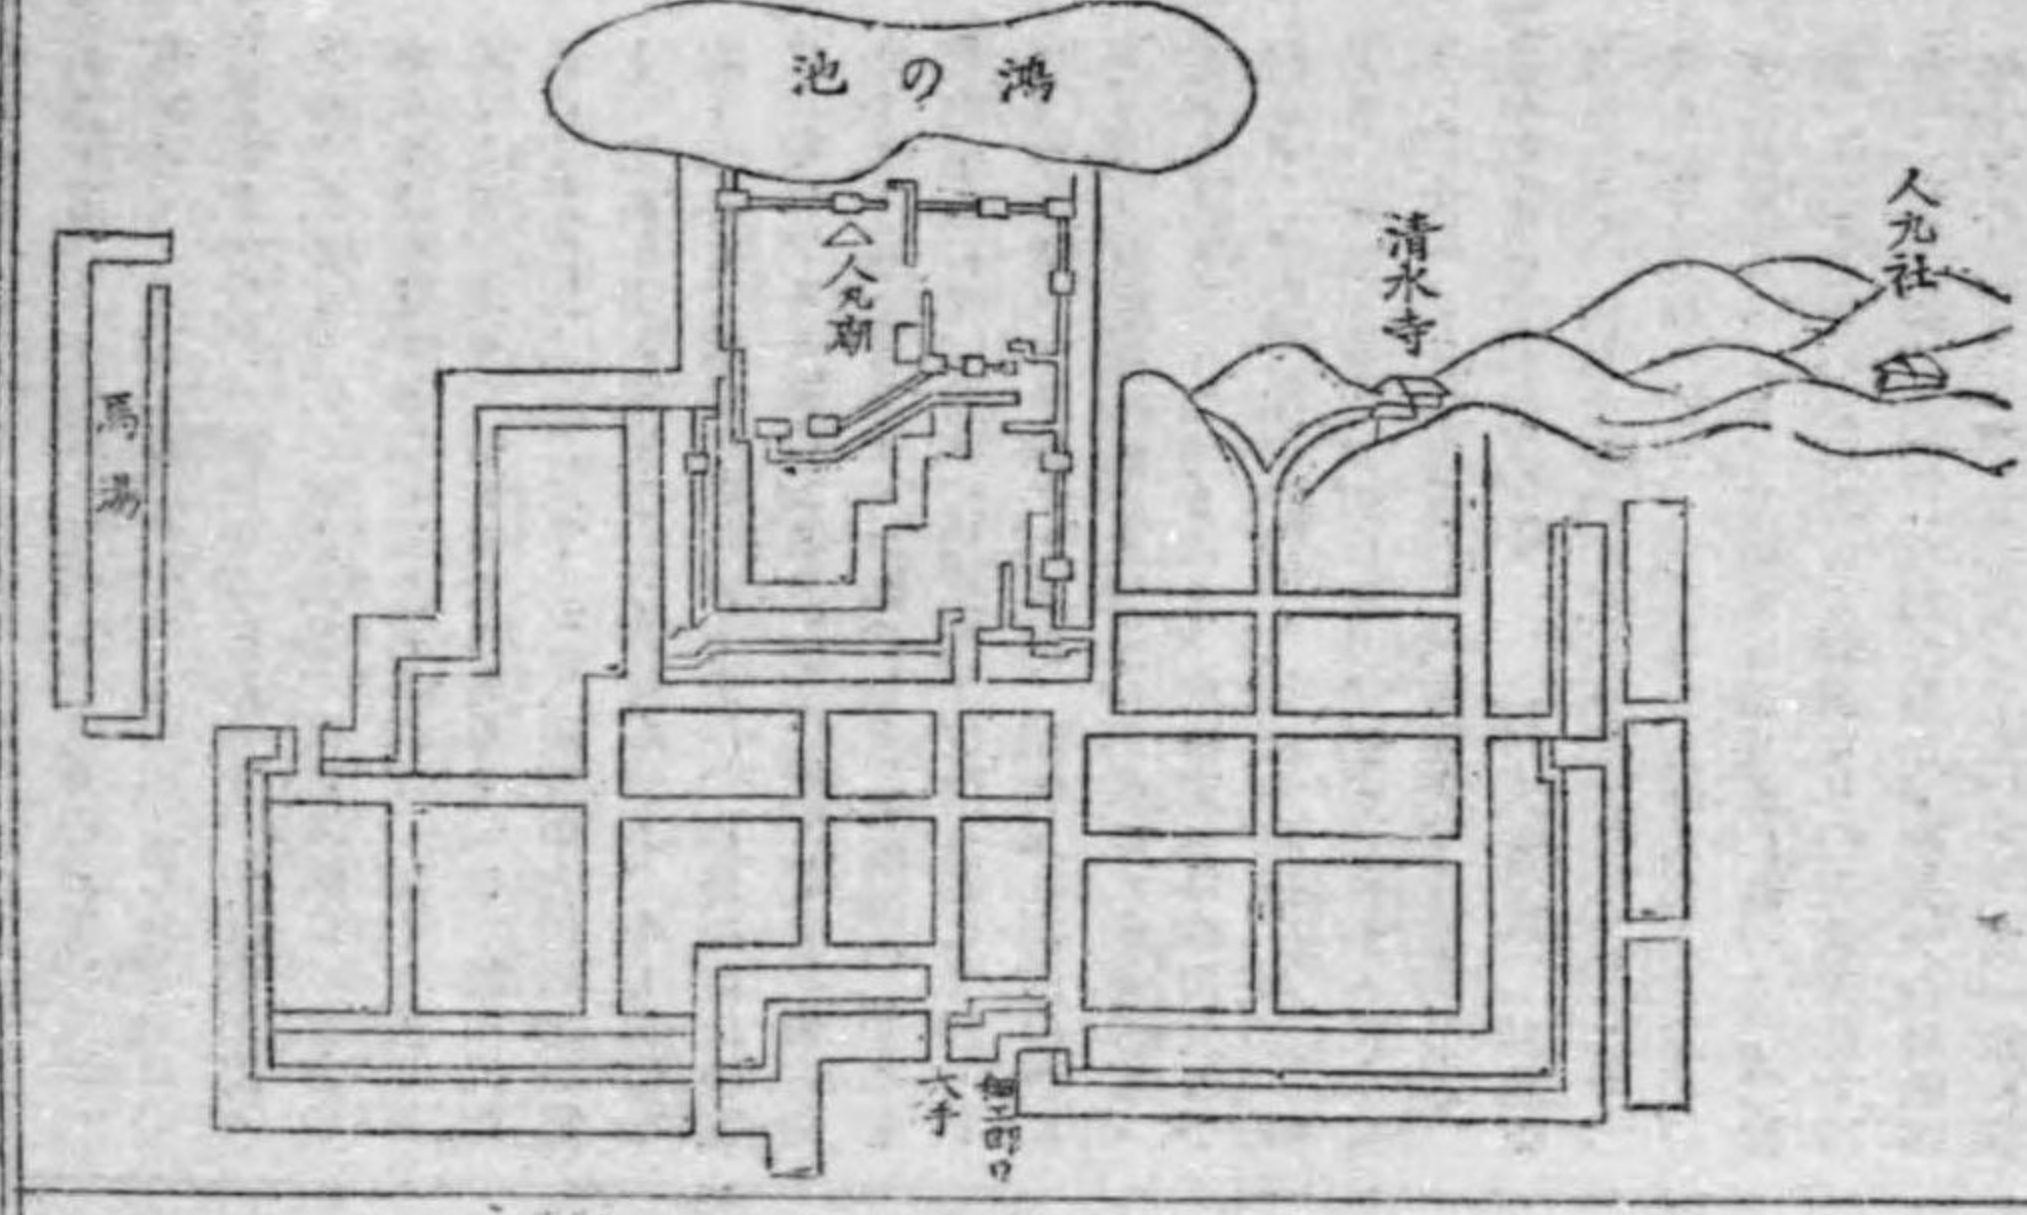 鴻の池
人丸社
清水寺
△人丸廟
馬場
大手
細工町口